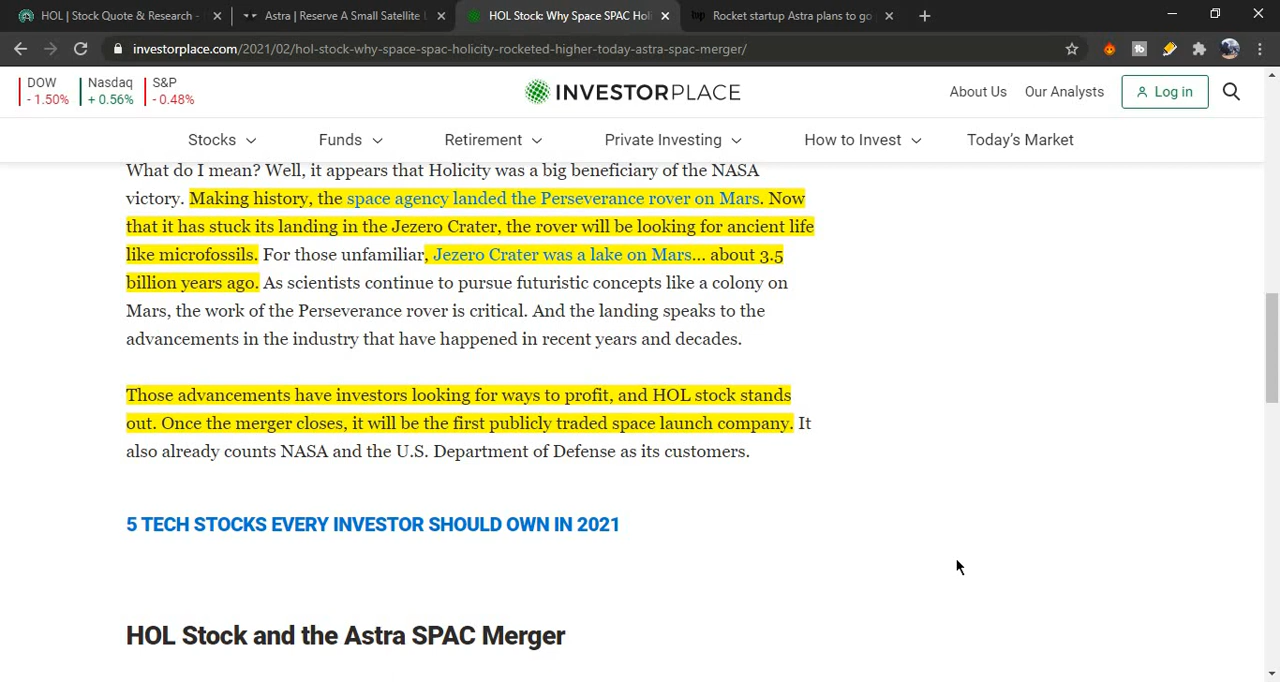 HOL | Stock Quote & Research -
Astra | Reserve A Small Satellite
HOL Stock: Why Space SPAC Hol
Rocket startup Astra plans to go
investorplace.com/2021/02/hol-stock-why-space-spac-holicity-rocketed-higher-today-astra-spac-merger/
DOW
- 1.50%
Nasdaq
+ 0.56%
S&P
- 0.48%
INVESTORPLACE
About Us
Our Analysts
Log in
Stocks
Funds
Retirement
Private Investing
How to Invest
Today's Market
What do I mean? Well, it appears that Holicity was a big beneficiary of the NASA
victory. Making history, the space agency landed the Perseverance rover on Mars. Now
that it has stuck its landing in the Jezero Crater, the rover will be looking for ancient life
like microfossils. For those unfamiliar, Jezero Crater was a lake on Mars… about 3.5
billion years ago. As scientists continue to pursue futuristic concepts like a colony on
Mars, the work of the Perseverance rover is critical. And the landing speaks to the
advancements in the industry that have happened in recent years and decades.
Those advancements have investors looking for ways to profit, and HOL stock stands
out. Once the merger closes, it will be the first publicly traded space launch company. It
also already counts NASA and the U.S. Department of Defense as its customers.
5 TECH STOCKS EVERY INVESTOR SHOULD OWN IN 2021
HOL Stock and the Astra SPAC Merger